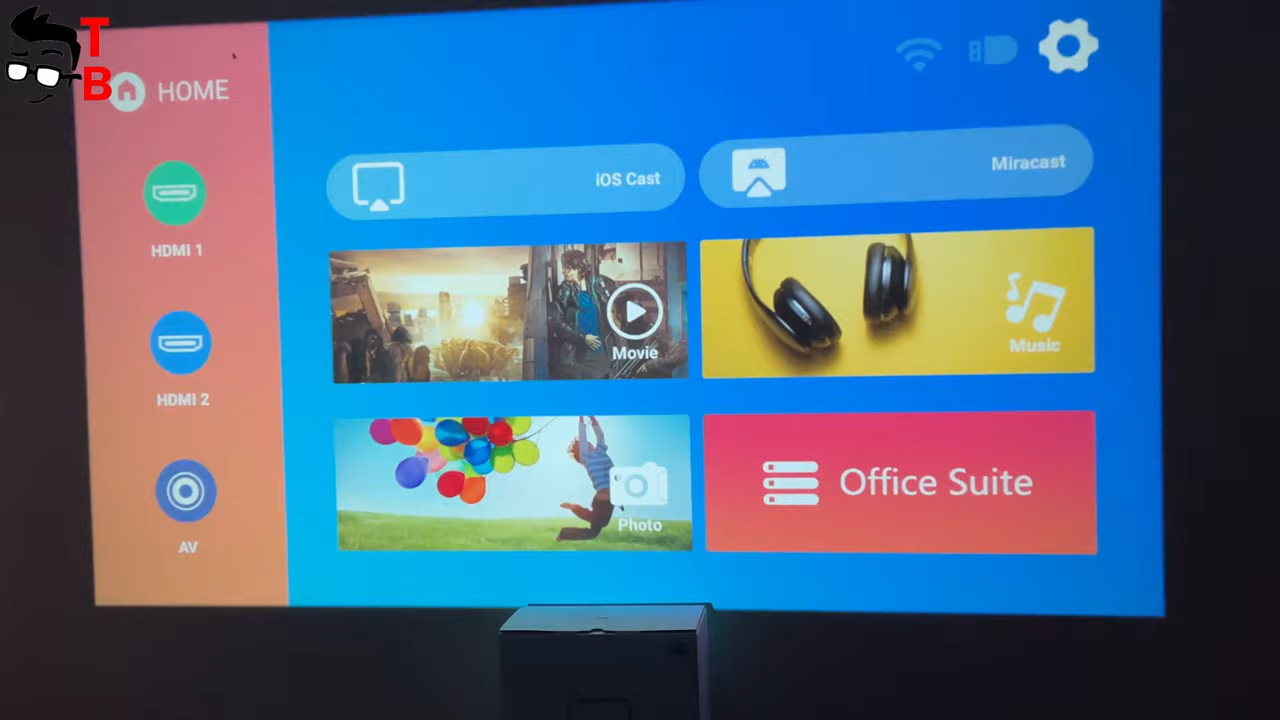 TB
HOME
HDMI 1
HDMI 2
AV
iOS Cast
Miracast
Movie
Music
Photo
Office Suite